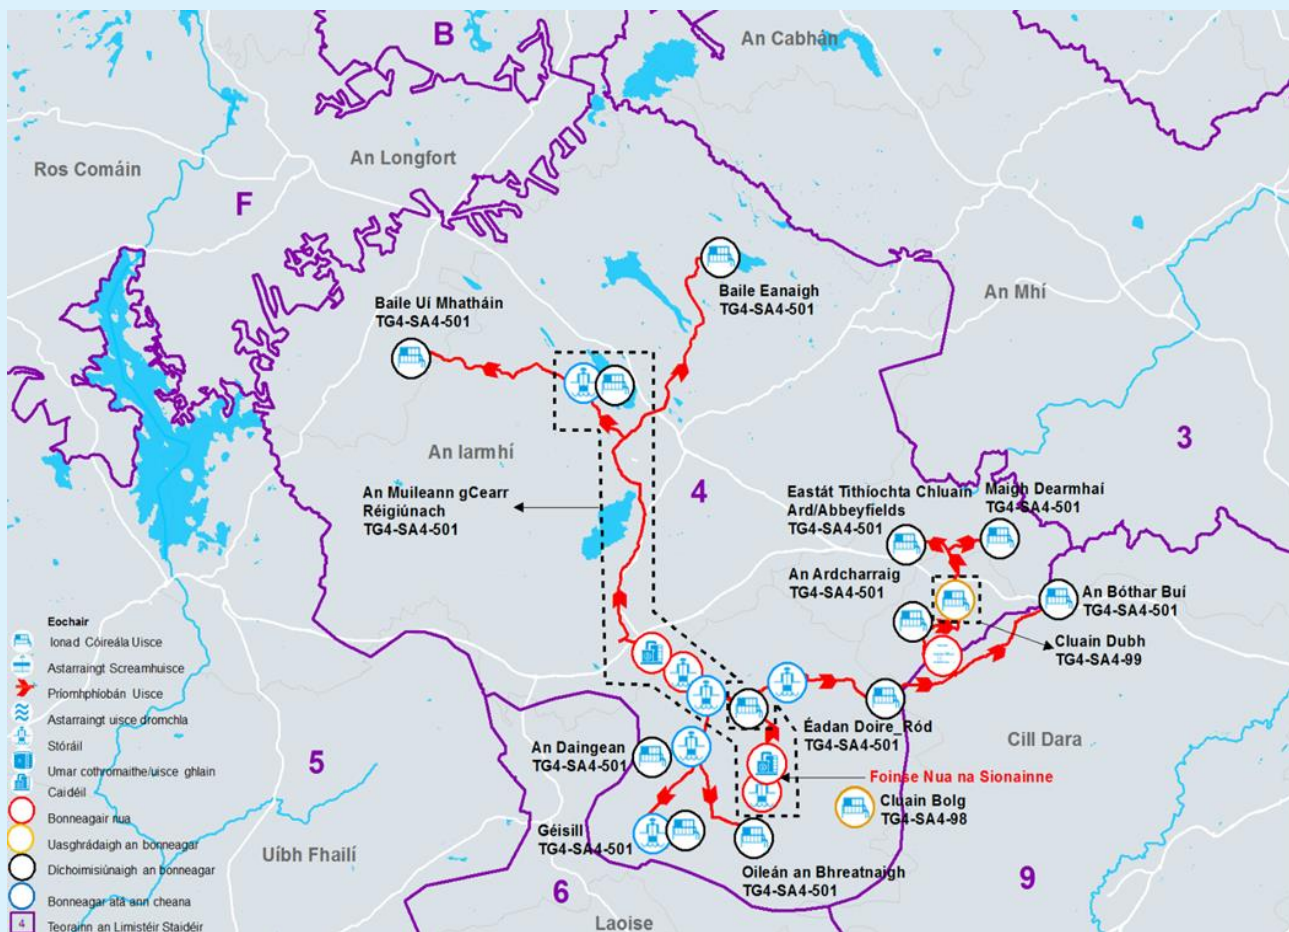 B
An Cabhán
An Longfort
Ros Comáin
F
Baile Eanaigh
TG4-SA4-501
An Mhí
Baile Uí Mhatháin
TG4-SA4-501
3
An Iarmhí
4
An Muileann gCearr
Réigiúnach
TG4-SA4-501
Eastát Tithíochta Chluain
Ard/Abbeyfields
TG4-SA4-501
Maigh Dearmhaí
TG4-SA4-501
An Ardcharraig
TG4-SA4-501
An Bóthar Buí
TG4-SA4-501
Cluain Dubh
TG4-SA4-99
Éadan Doire_Ród
TG4-SA4-501
Cill Dara
An Daingean
TG4-SA4-501
5
Foinse Nua na Sionainne
Cluain Bolg
TG4-SA4-98
Géisill
TG4-SA4-501
Uíbh Fhailí
Oileán an Bhreatnaigh
TG4-SA4-501
6
9
Laoise
Eochair
Ionad Cóireála Uisce
Astarraingt Screamhuisce
Príomhphíobán Uisce
Astarraingt uisce dromchla
Stóráil
Umar cothromaithe/uisce ghlain
Caidéil
Bonneagair nua
Uasghrádaigh an bonneagar
Díchoimisiúnaigh an bonneagar
Bonneagar atá ann cheana
4
Teorainn an Limistéir Staidéir